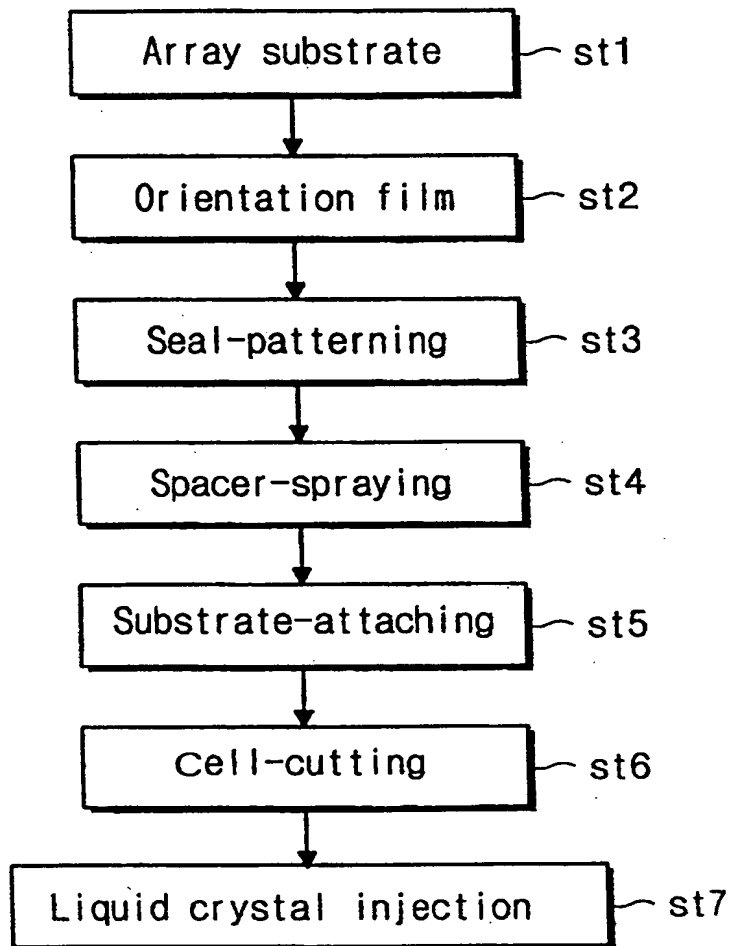 Array substrate st1
Orientation film st2
Seal-patterning st3
Spacer-spraying st4
Substrate-attaching st5
Cell-cutting st6
Liquid crystal injection st7